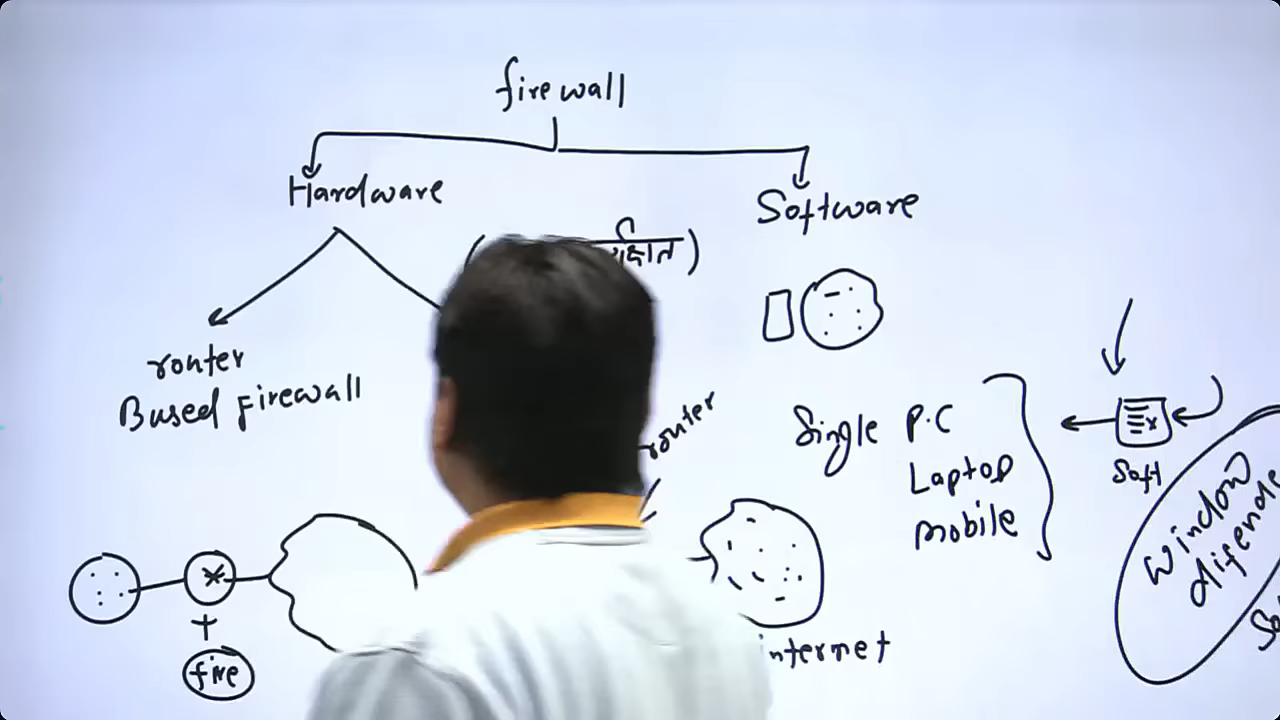 firewall
Hardware
Software
router
Based Firewall
router
Single P.C
Laptop
mobile
Soft
window
difende
fire
internet